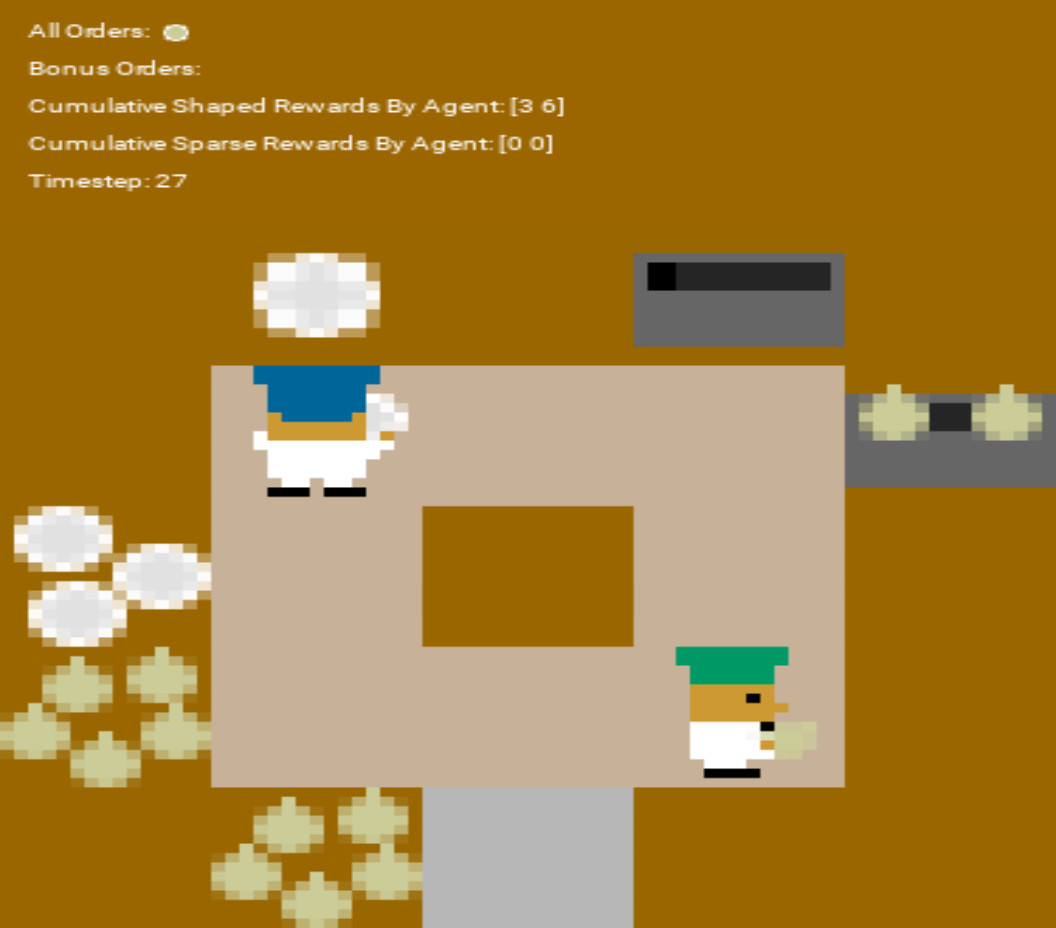 All Orders:
Bonus Orders:
Cumulative Shaped Rewards By Agent: [3 6]
Cumulative Sparse Rewards By Agent: [0 0]
Timestep: 27